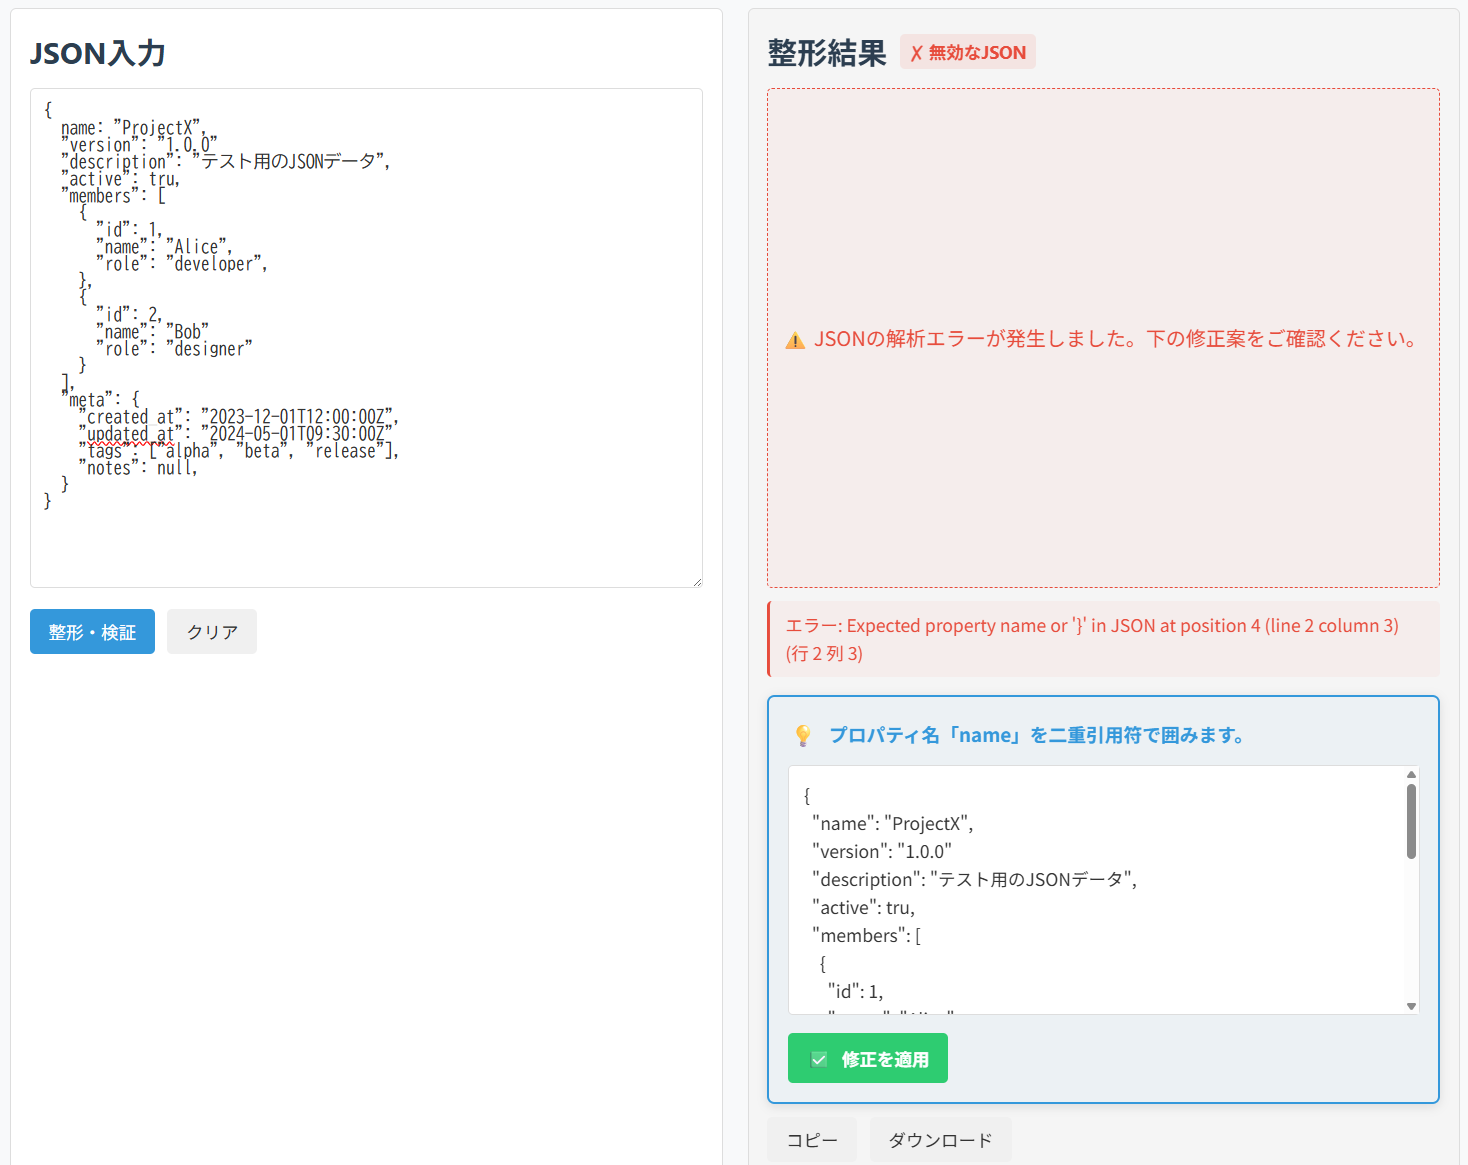 JSON入力
{
  name: "ProjectX",
  "version": "1.0.0"
  "description": "テスト用のJSONデータ",
  "active": tru,
  "members": [
    {
      "id": 1,
      "name": "Alice",
      "role": "developer",
    },
    {
      "id": 2,
      "name": "Bob"
      "role": "designer"
    }
  ],
  "meta": {
    "created_at": "2023-12-01T12:00:00Z",
    "updated_at": "2024-05-01T09:30:00Z",
    "tags": ["alpha", "beta", "release"],
    "notes": null,
  }
}
整形・検証
クリア
整形結果
✗ 無効なJSON
⚠️ JSONの解析エラーが発生しました。下の修正案をご確認ください。
エラー: Expected property name or '}' in JSON at position 4 (line 2 column 3)
(行 2 列 3)
💡 プロパティ名「name」を二重引用符で囲みます。
{
  "name": "ProjectX",
  "version": "1.0.0"
  "description": "テスト用のJSONデータ",
  "active": tru,
  "members": [
    {
      "id": 1,
✅ 修正を適用
コピー
ダウンロード